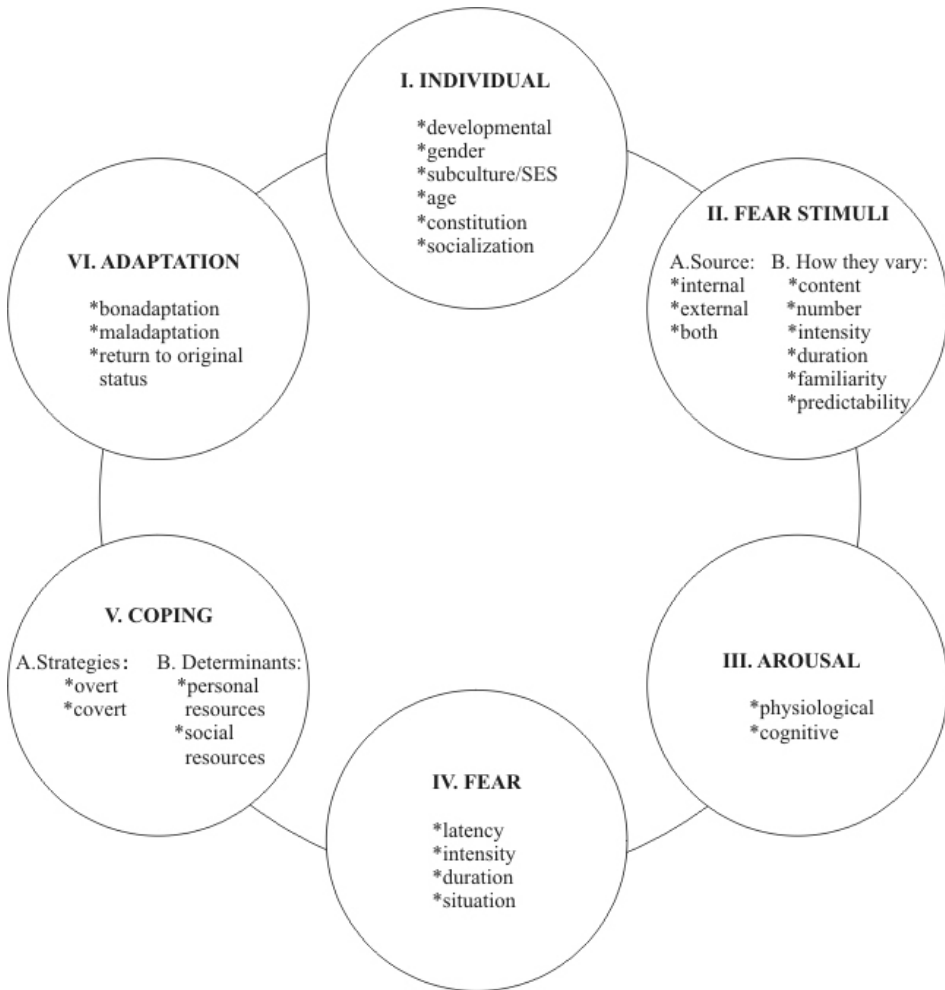 I. INDIVIDUAL
*developmental
*gender
*subculture/SES
*age
*constitution
*socialization
II. FEAR STIMULI
A.Source:
*internal
*external
*both
B. How they vary:
*content
*number
*intensity
*duration
*familiarity
*predictability
III. AROUSAL
*physiological
*cognitive
IV. FEAR
*latency
*intensity
*duration
*situation
V. COPING
A.Strategies:
*overt
*covert
B. Determinants:
*personal
resources
*social
resources
VI. ADAPTATION
*bonadaptation
*maladaptation
*return to original
status